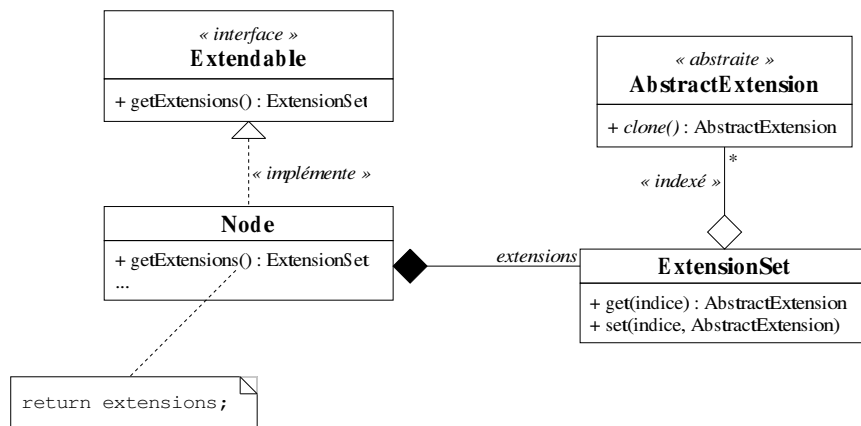 « interface »
Extendable
+ getExtensions() : ExtensionSet
« implémente »
Node
+ getExtensions() : ExtensionSet
...
return extensions;
extensions
« abstraite »
AbstractExtension
+ clone() : AbstractExtension
*
« indexé »
ExtensionSet
+ get(indice) : AbstractExtension
+ set(indice, AbstractExtension)